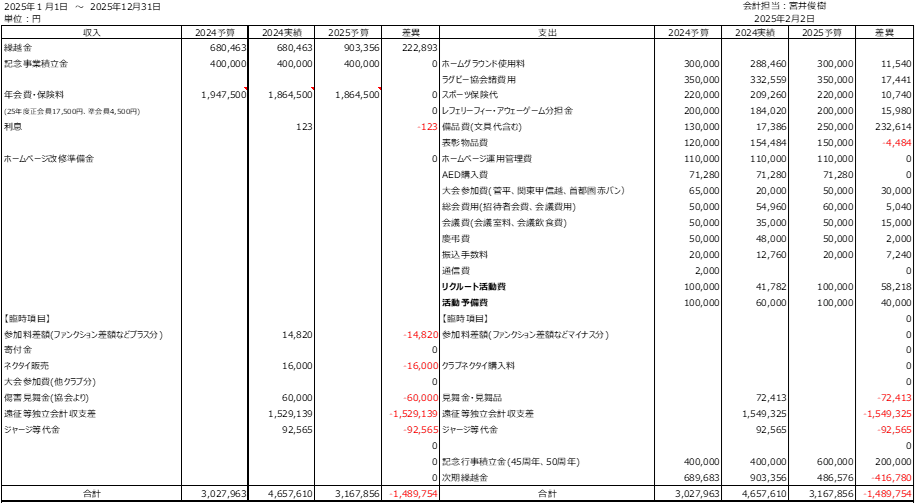 2025年1月1日 ～ 2025年12月31日 会計担当：宮井俊樹
単位：円 2025年2月2日
収入 2024予算 2024実績 2025予算 差異 支出 2024予算 2024実績 2025予算 差異
繰越金 680,463 680,463 903,356 222,893
記念事業積立金 400,000 400,000 400,000 0 ホームグラウンド使用料 300,000 288,460 300,000 11,540
ラグビー協会諸費用 350,000 332,559 350,000 17,441
年会費・保険料 1,947,500 1,864,500 1,864,500 0 スポーツ保険代 220,000 209,260 220,000 10,740
(25年度正会員17,500円、準会員4,500円) 0 レフェリーフィー・アウェーゲーム分担金 200,000 184,020 200,000 15,980
利息 123 -123 備品費(文具代含む) 130,000 17,386 250,000 232,614
表彰物品費 120,000 154,484 150,000 -4,484
ホームページ改修準備金 0 ホームページ運用管理費 110,000 110,000 110,000 0
AED購入費 71,280 71,280 71,280 0
大会参加費(菅平、関東甲信越、首都圏赤パン) 65,000 20,000 50,000 30,000
総会費用(招待者会費、会議費用) 50,000 54,960 60,000 5,040
会議費(会議室料、会議飲食費) 50,000 35,000 50,000 15,000
慶弔費 50,000 48,000 50,000 2,000
振込手数料 20,000 12,760 20,000 7,240
通信費 2,000 0
リクルート活動費 100,000 41,782 100,000 58,218
活動予備費 100,000 60,000 100,000 40,000
【臨時項目】 【臨時項目】 0
参加料差額(ファンクション差額などプラス分) 14,820 -14,820 参加料差額(ファンクション差額などマイナス分) 0
寄付金 0 0
ネクタイ販売 16,000 -16,000 クラブネクタイ購入料 0
大会参加費(他クラブ分) 0 0
傷害見舞金(協会より) 60,000 -60,000 見舞金・見舞品 72,413 -72,413
遠征等独立会計収支差 1,529,139 -1,529,139 遠征等独立会計収支差 1,549,325 -1,549,325
ジャージ等代金 92,565 -92,565 ジャージ等代金 92,565 -92,565
0 0
0 記念行事積立金(45周年、50周年) 400,000 400,000 600,000 200,000
0 次期繰越金 689,683 903,356 486,576 -416,780
合計 3,027,963 4,657,610 3,167,856 -1,489,754 合計 3,027,963 4,657,610 3,167,856 -1,489,754